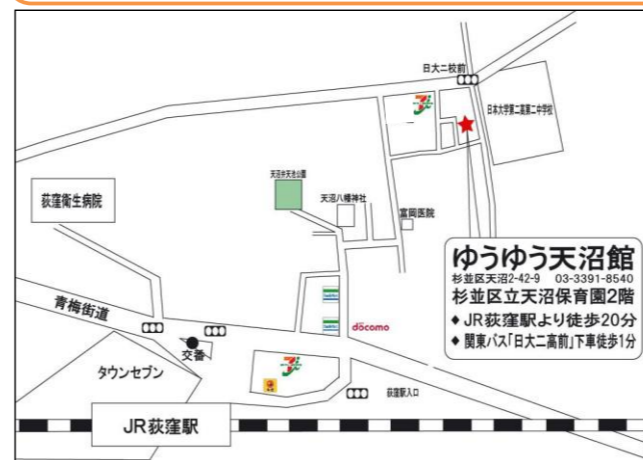 日大二校前
日本大学第二高第二中学校
天沼弁天池公園
天沼八幡神社
荻窪衛生病院
富岡医院
ゆうゆう天沼館
杉並区天沼2-42-9 03-3391-8540
杉並区立天沼保育園2階
◆JR荻窪駅より徒歩20分
◆関東バス「日大二高前」下車徒歩1分
青梅街道
döcomo
交番
タウンセブン
荻窪駅入口
JR荻窪駅